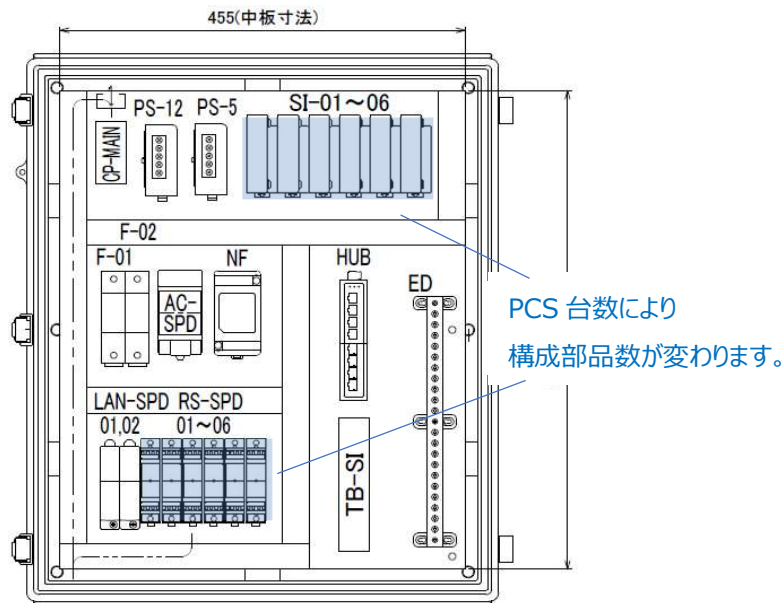 455(中板寸法)
PS-12 PS-5 SI-01～06
CP-MAIN
F-02
F-01 NF HUB
ED
AC-
SPD
PCS 台数により
構成部品数が変わります。
LAN-SPD RS-SPD
01,02 01～06
TB-SI